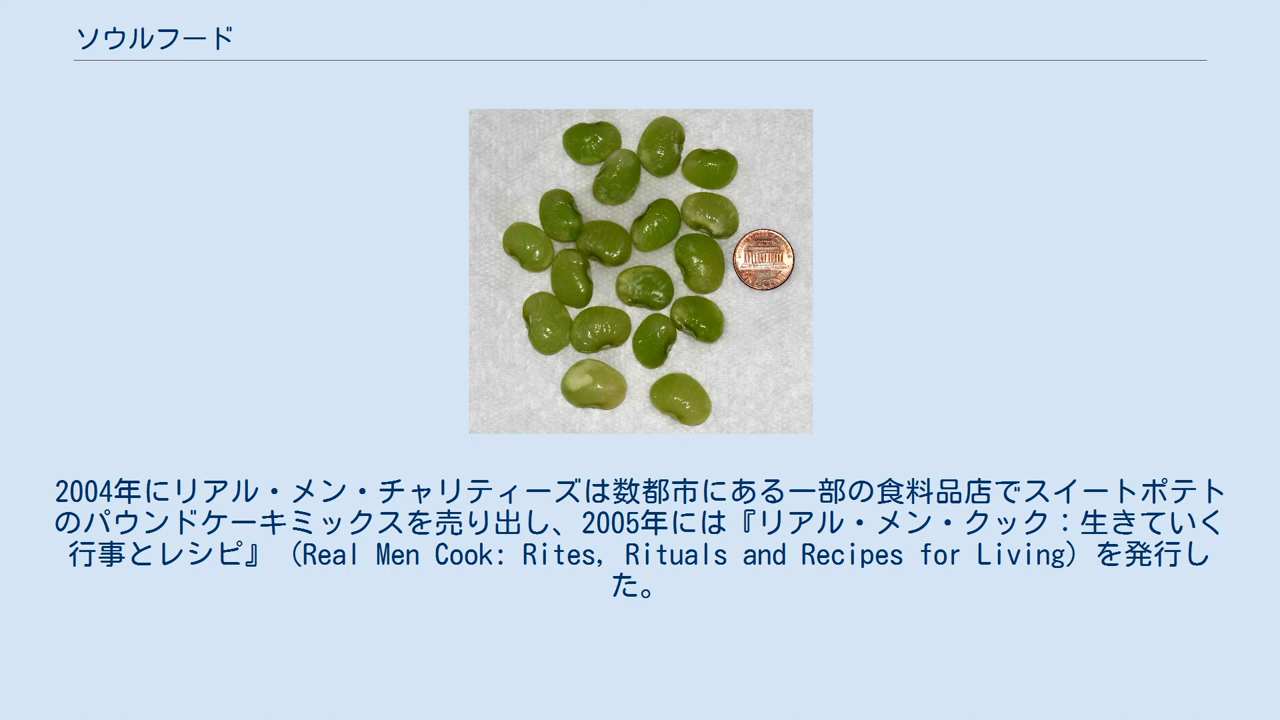 ソウルフード
2004年にリアル・メン・チャリティーズは数都市にある一部の食料品店でスイートポテト
のパウンドケーキミックスを売り出し、2005年には『リアル・メン・クック：生きていく
行事とレシピ』（Real Men Cook: Rites, Rituals and Recipes for Living）を発行し
た。